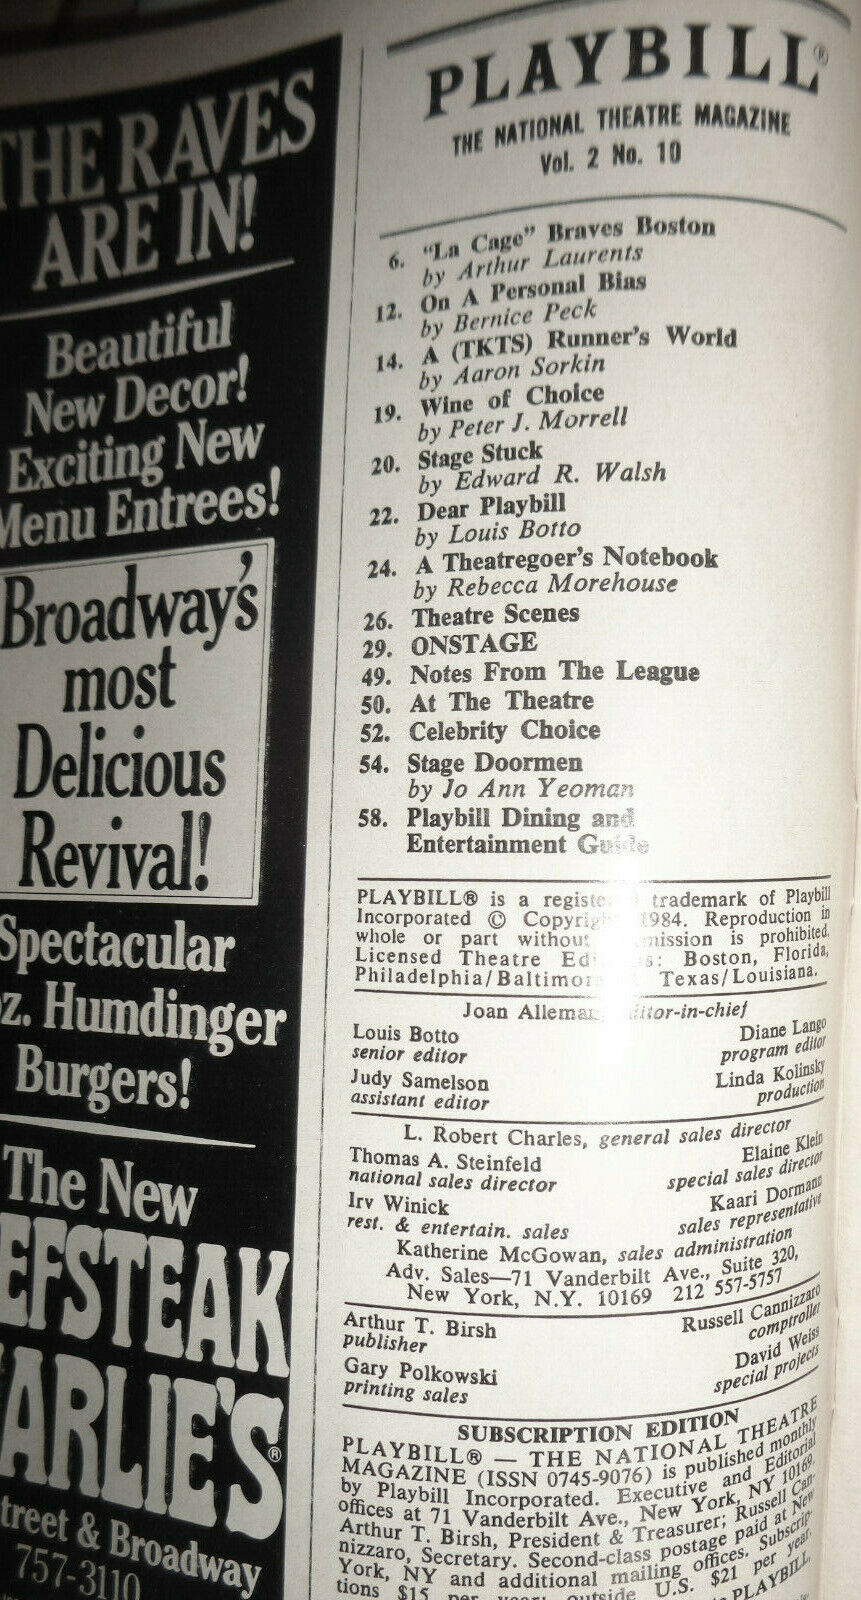 THE RAVES
ARE IN!
Beautiful
New Decor!
Exciting New
Menu Entrees!
Broadway's
most
Delicious
Revival!
Spectacular
oz. Humdinger
Burgers!
The New
EFSTEAK
ARLIE'S®
treet & Broadway
757-3110
PLAYBILL®
THE NATIONAL THEATRE MAGAZINE
Vol. 2 No. 10
6. "La Cage" Braves Boston
by Arthur Laurents
12. On A Personal Bias
by Bernice Peck
14. A (TKTS) Runner's World
by Aaron Sorkin
19. Wine of Choice
by Peter J. Morrell
20. Stage Stuck
by Edward R. Walsh
22. Dear Playbill
by Louis Botto
24. A Theatregoer's Notebook
by Rebecca Morehouse
26. Theatre Scenes
29. ONSTAGE
49. Notes From The League
50. At The Theatre
52. Celebrity Choice
54. Stage Doormen
by Jo Ann Yeoman
58. Playbill Dining and
Entertainment Guide
PLAYBILL® is a registe trademark of Playbill
Incorporated © Copyrig 1984. Reproduction in
whole or part without mission is prohibited.
Licensed Theatre Ed s: Boston, Florida,
Philadelphia/Baltimor Texas/Louisiana.
Joan Alleman itor-in-chief
Louis Botto Diane Lango
senior editor program editor
Judy Samelson Linda Kolinsky
assistant editor production
L. Robert Charles, general sales director
Thomas A. Steinfeld Elaine Klein
national sales director special sales director
Irv Winick Kaari Dormann
rest. & entertain. sales sales representative
Katherine McGowan, sales administration
Adv. Sales—71 Vanderbilt Ave., Suite 320,
New York, N.Y. 10169 212 557-5757
Arthur T. Birsh Russell Cannizzaro
publisher comptroller
Gary Polkowski David Weiss
printing sales special projects
SUBSCRIPTION EDITION
PLAYBILL® — THE NATIONAL THEATRE
MAGAZINE (ISSN 0745-9076) is published monthly
by Playbill Incorporated. Executive and Editorial
offices at 71 Vanderbilt Ave., New York, NY 10169.
Arthur T. Birsh, President & Treasurer; Russell Can-
nizzaro, Secretary. Second-class postage paid at New
York, NY and additional mailing offices. Subscrip-
tions $15 per year; outside U.S. $21 per year.
PLAYBILL,